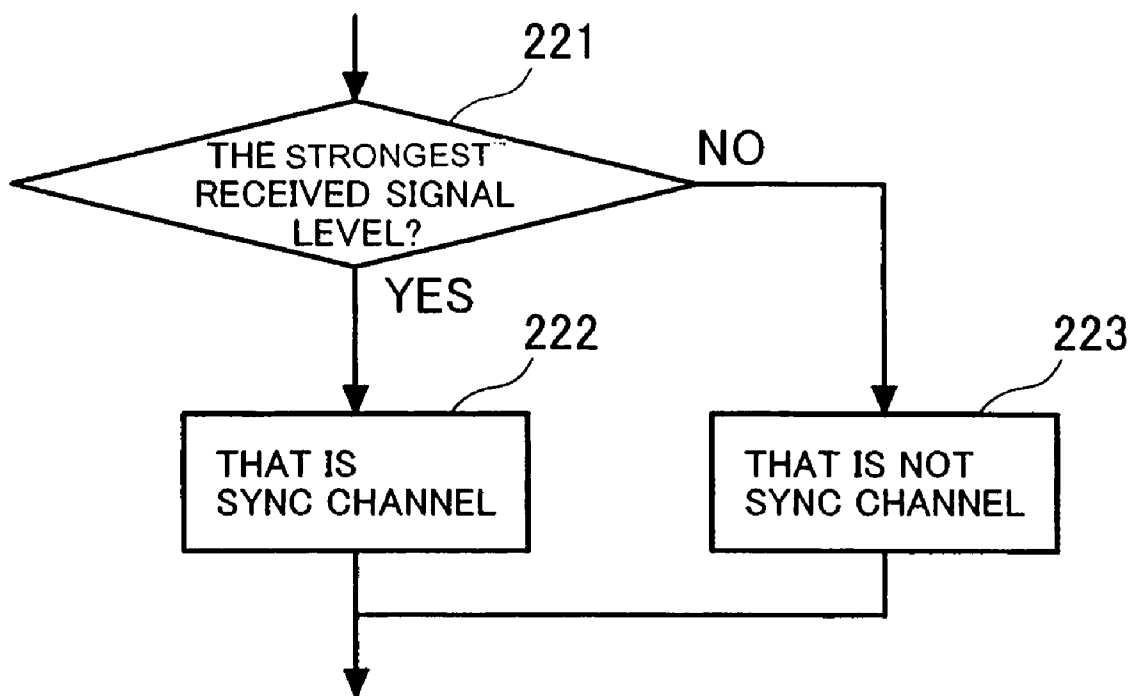 221
THE STRONGEST
RECEIVED SIGNAL
LEVEL?
NO
YES
222
223
THAT IS
SYNC CHANNEL
THAT IS NOT
SYNC CHANNEL